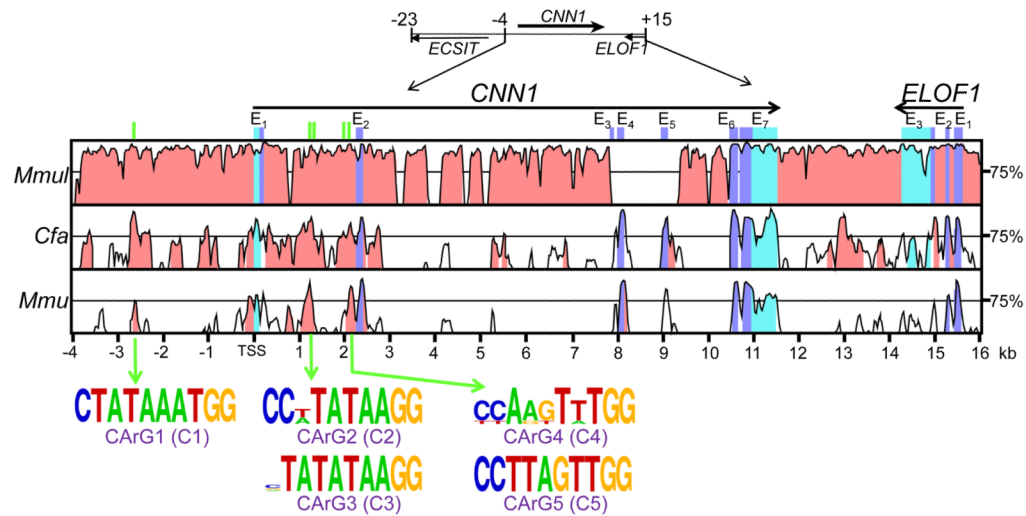 -23 -4 CNN1 +15
ECSIT ELOF1
CNN1 ELOF1
E1 E2 E3 E4 E5 E6 E7 E3 E2 E1
Mmul 75%
Cfa 75%
Mmu 75%
-4 -3 -2 -1 TSS 1 2 3 4 5 6 7 8 9 10 11 12 13 14 15 16 kb
CTATAAATGG CCTTATAAGG CCAAGTTTGG
CArG1 (C1) CArG2 (C2) CArG4 (C4)
CTATATAAGG CCTTAGTTGG
CArG3 (C3) CArG5 (C5)